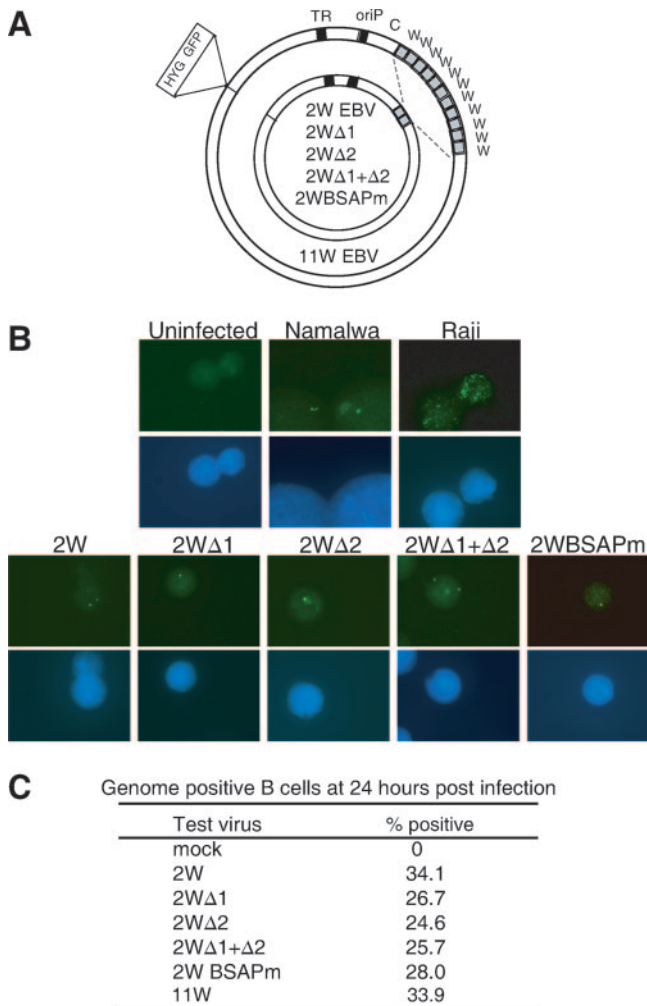 A
TR
oriP
C
W
W
W
W
W
W
W
W
W
W
W
HYG GFP
2W EBV
2WΔ1
2WΔ2
2WΔ1+Δ2
2WBSAPm
11W EBV
B
Uninfected Namalwa Raji
2W 2WΔ1 2WΔ2 2WΔ1+Δ2 2WBSAPm
C
Genome positive B cells at 24 hours post infection
Test virus % positive
mock 0
2W 34.1
2WΔ1 26.7
2WΔ2 24.6
2WΔ1+Δ2 25.7
2W BSAPm 28.0
11W 33.9